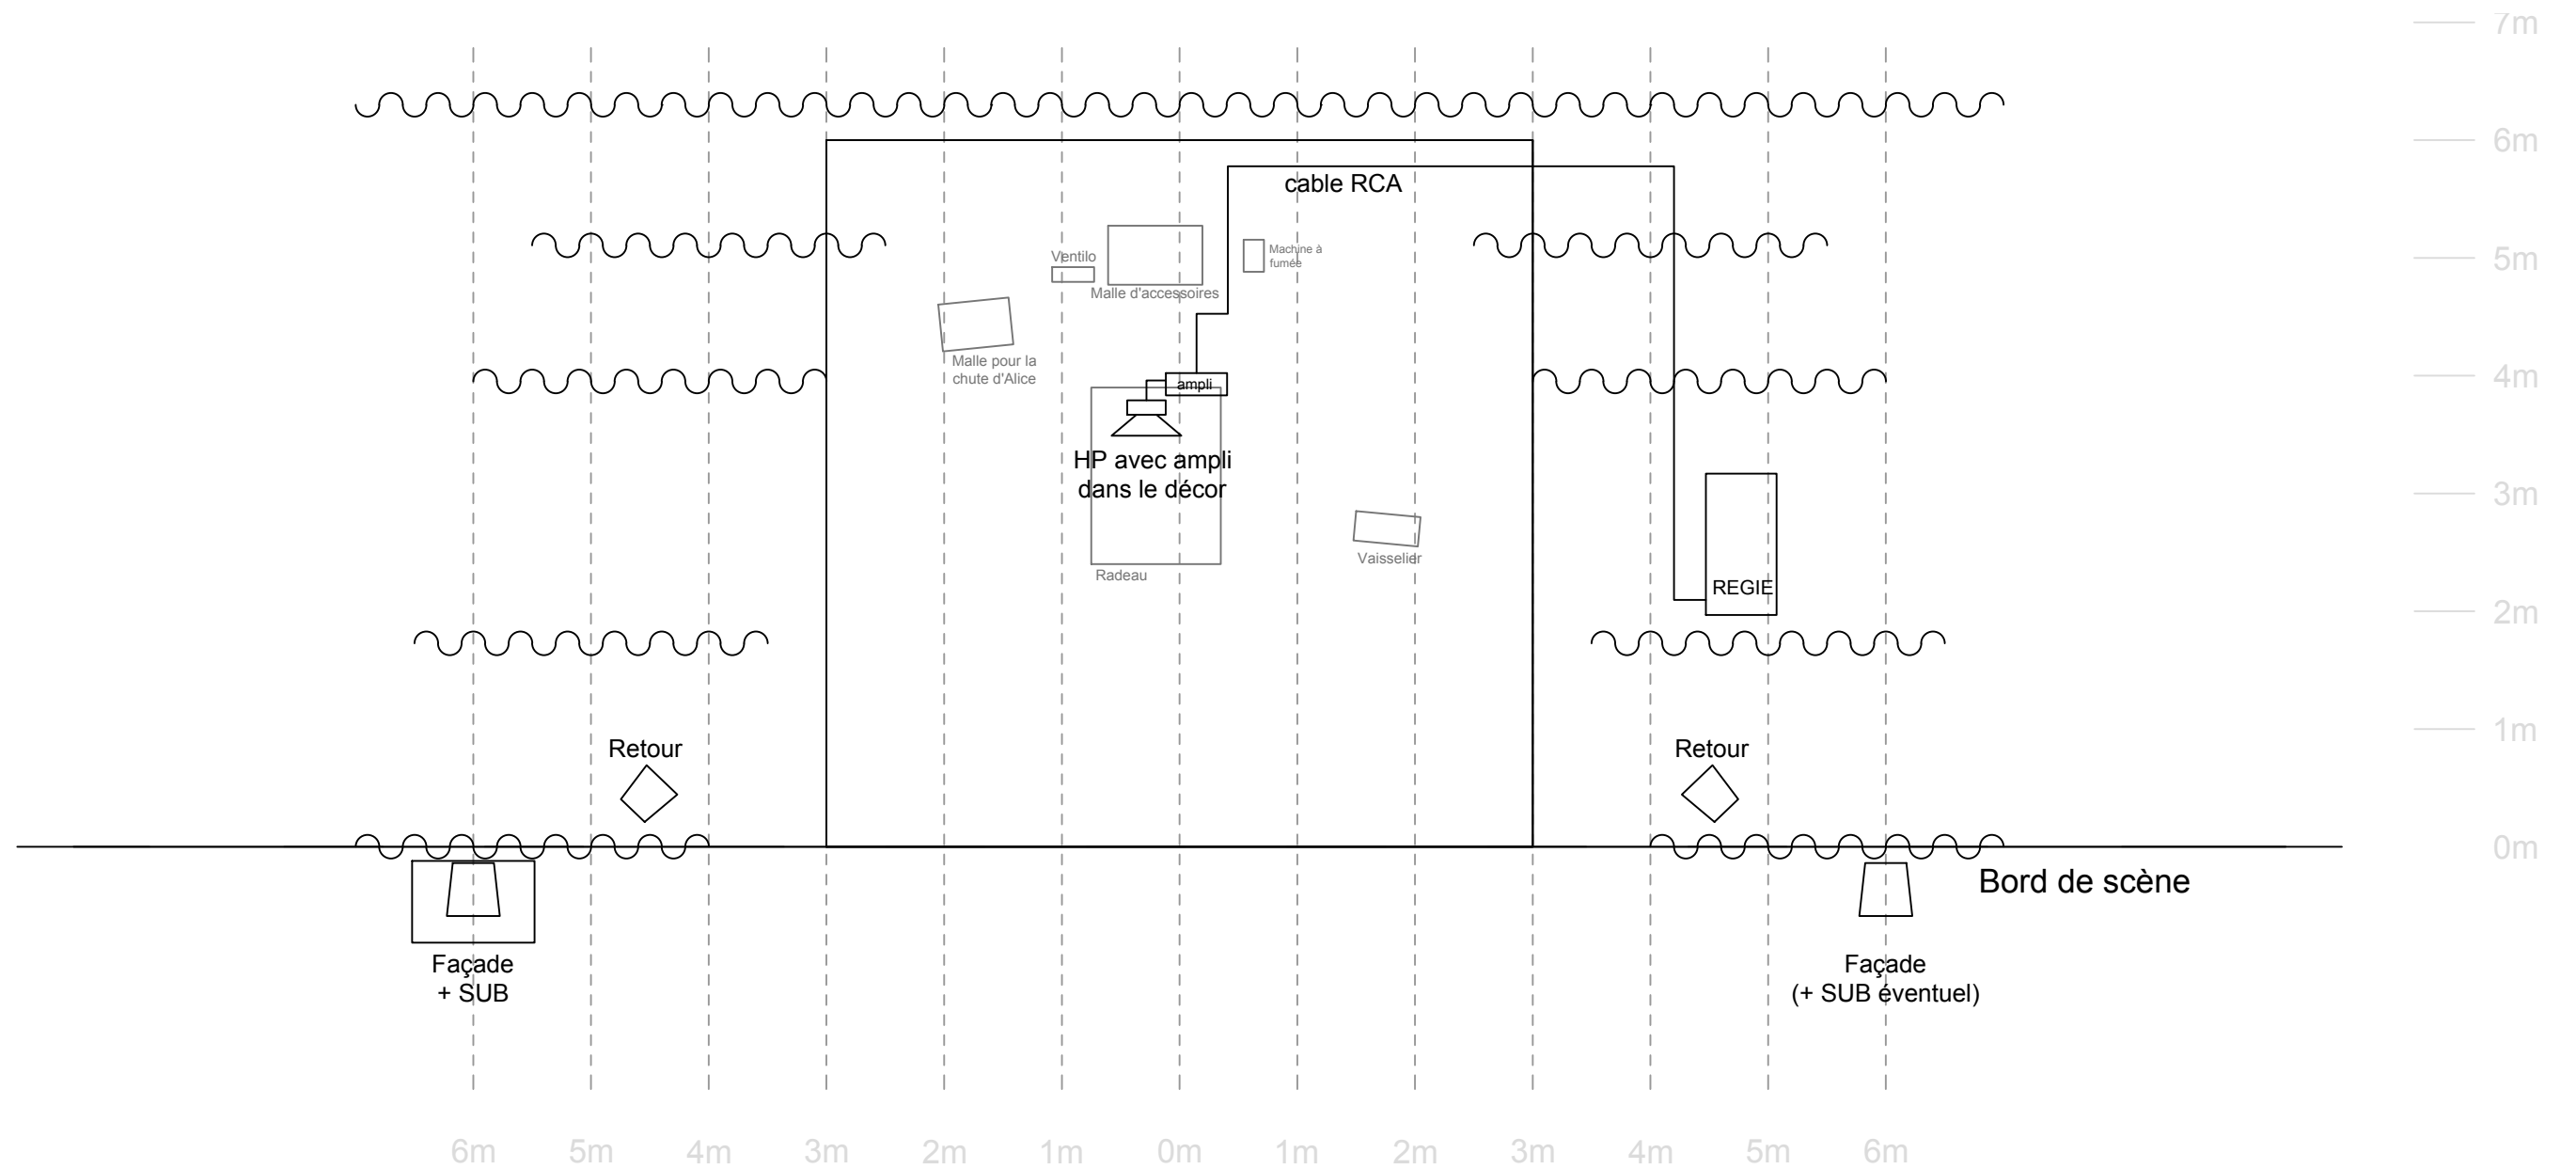 7m
6m
cable RCA
Machine à
fumée
Ventilo
5m
Malle d'accessoires
Malle pour la
chute d'Alice
ampli
4m
HP avec ampli
dans le décor
3m
Vaisselier
Radeau
REGIE
2m
Retour
Retour
1m
0m
Bord de scène
Façade
+ SUB
Façade
(+ SUB éventuel)
6m
5m
4m
3m
2m
1m
0m
1m
2m
3m
4m
5m
6m